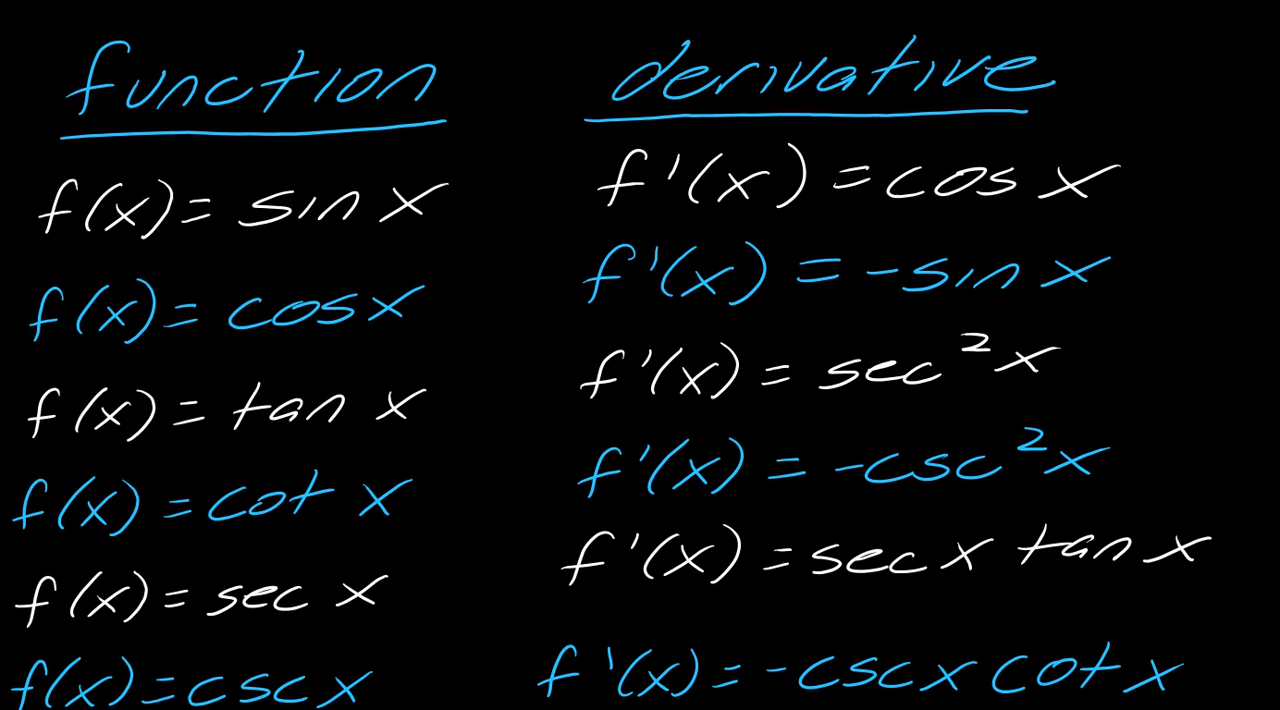 function derivative
f(x) = sin x f'(x) = cos x
f(x) = cos x f'(x) = -sin x
f(x) = tan x f'(x) = sec²x
f(x) = cot x f'(x) = -csc²x
f(x) = sec x f'(x) = sec x tan x
f(x) = csc x f'(x) = -csc x cot x